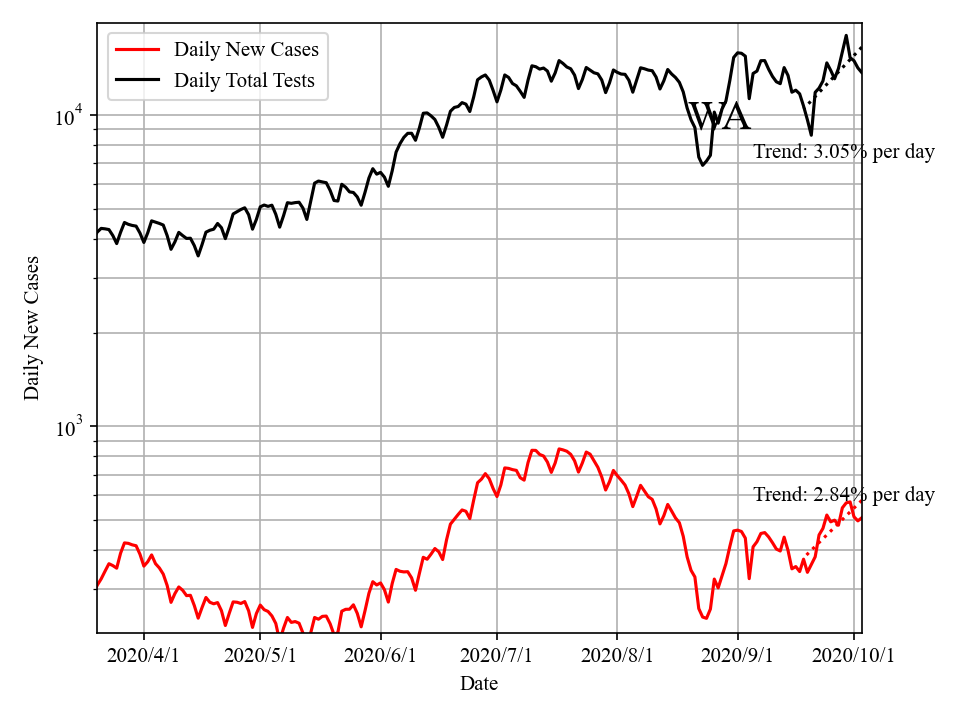 Daily New Cases
Daily Total Tests
10^4
WA
Trend: 3.05% per day
Daily New Cases
10^3
Trend: 2.84% per day
2020/4/1 2020/5/1 2020/6/1 2020/7/1 2020/8/1 2020/9/1 2020/10/1
Date